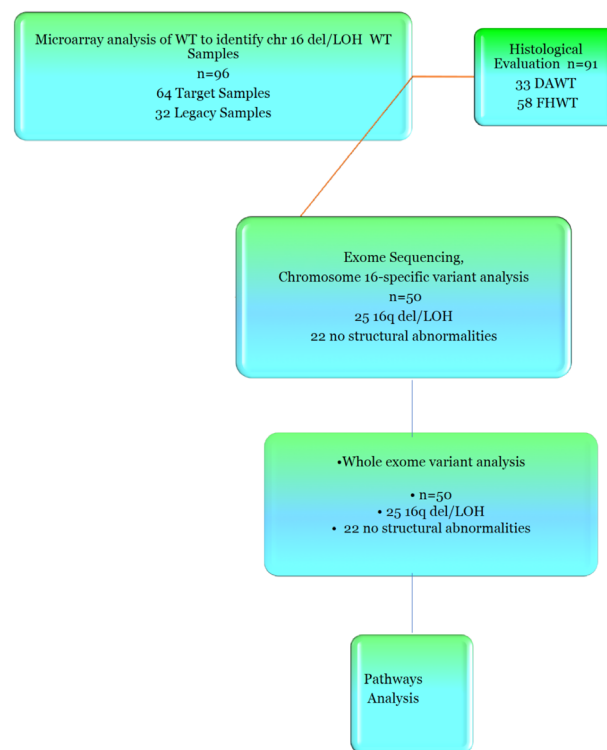 Microarray analysis of WT to identify chr 16 del/LOH  WT
Samples
n=96
64 Target Samples
32 Legacy Samples
Histological
Evaluation  n=91
33 DAWT
58 FHWT
Exome Sequencing,
Chromosome 16-specific variant analysis
n=50
25 16q del/LOH
22 no structural abnormalities
•Whole exome variant analysis
• n=50
• 25 16q del/LOH
•  22 no structural abnormalities
Pathways
Analysis